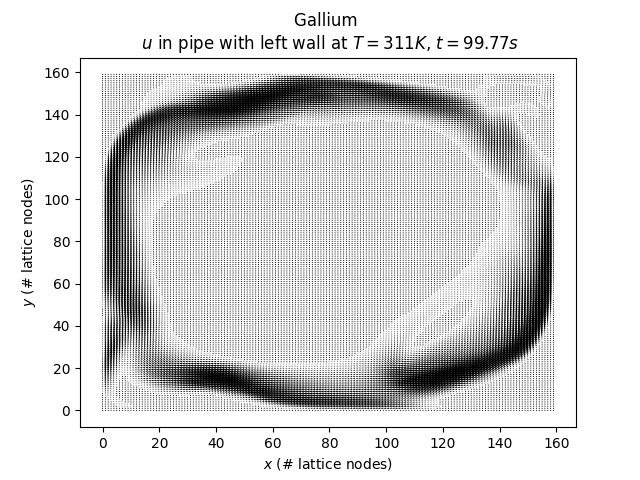 Gallium
u in pipe with left wall at T = 311K, t = 99.77s
160
140
120
100
80
60
40
20
0
y (# lattice nodes)
0 20 40 60 80 100 120 140 160
x (# lattice nodes)